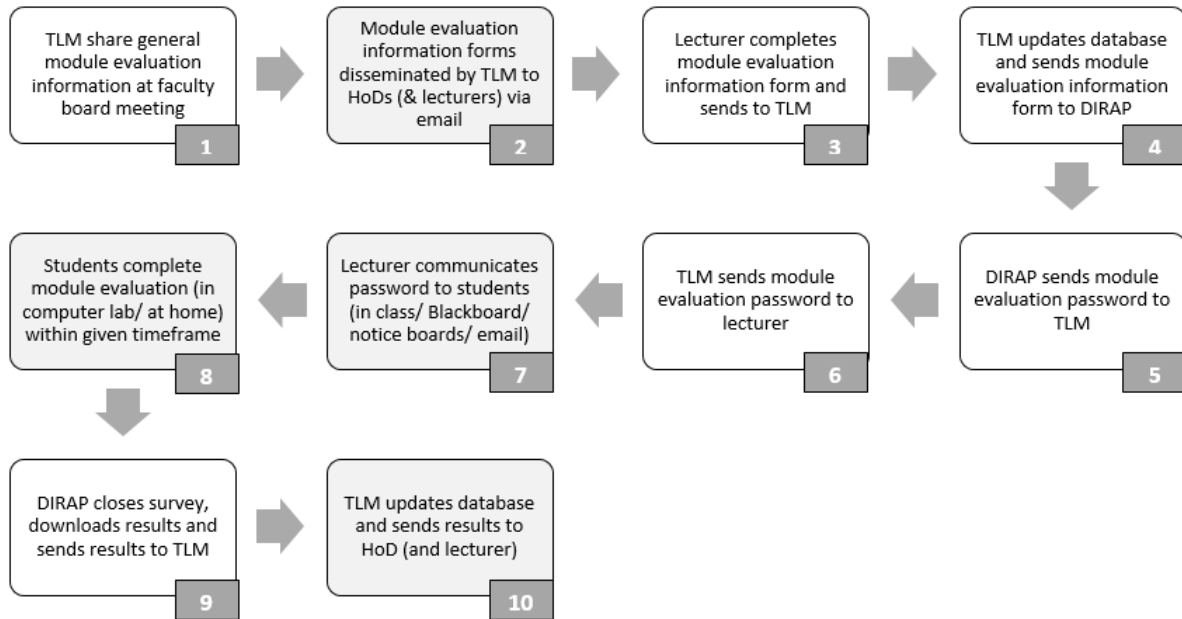 TLM share general
module evaluation
information at faculty
board meeting
1
Module evaluation
information forms
disseminated by TLM to
HoDs (& lecturers) via
email
2
Lecturer completes
module evaluation
information form and
sends to TLM
3
TLM updates database
and sends module
evaluation information
form to DIRAP
4
DIRAP sends module
evaluation password to
TLM
5
TLM sends module
evaluation password to
lecturer
6
Lecturer communicates
password to students
(in class/ Blackboard/
notice boards/ email)
7
Students complete
module evaluation (in
computer lab/ at home)
within given timeframe
8
DIRAP closes survey,
downloads results and
sends results to TLM
9
TLM updates database
and sends results to
HoD (and lecturer)
10